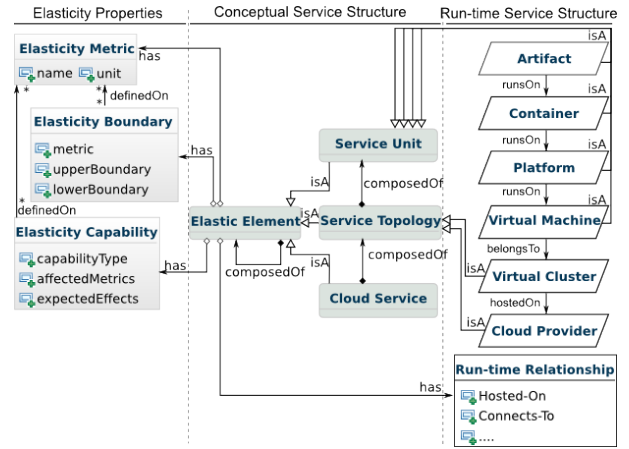 Elasticity Properties
Conceptual Service Structure
Run-time Service Structure
Elasticity Metric
name unit
has
isA
Artifact
runsOn
isA
* * definedOn
*
Elasticity Boundary
metric
upperBoundary
lowerBoundary
has
Container
runsOn
isA
Service Unit
Platform
isA
composedOf
runsOn
isA
*
definedOn
Elasticity Capability
capabilityType
affectedMetrics
expectedEffects
has
Elastic Element
isA
Service Topology
Virtual Machine
composedOf
isA
composedOf
belongsTo
isA
Virtual Cluster
Cloud Service
hostedOn
isA
Cloud Provider
has
Run-time Relationship
Hosted-On
Connects-To
....